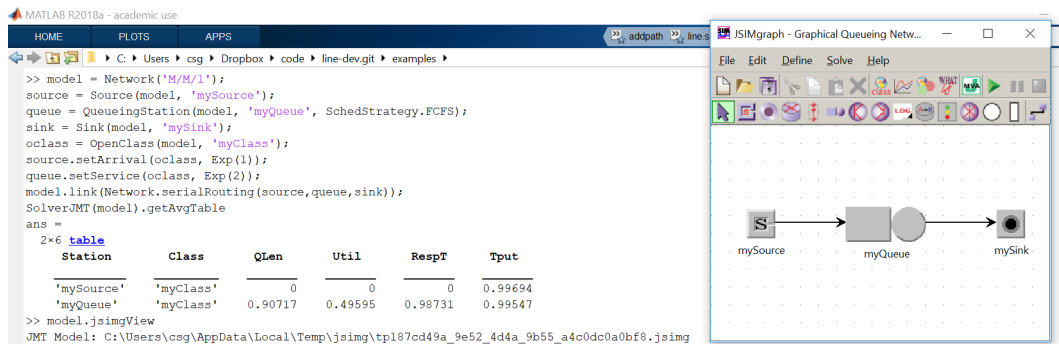 MATLAB R2018a - academic use
HOME PLOTS APPS
addpath line.s
C: Users csg Dropbox code line-dev.git examples
>> model = Network('M/M/1');
source = Source(model, 'mySource');
queue = QueueingStation(model, 'myQueue', SchedStrategy.FCFS);
sink = Sink(model, 'mySink');
oclass = OpenClass(model, 'myClass');
source.setArrival(oclass, Exp(1));
queue.setService(oclass, Exp(2));
model.link(Network.serialRouting(source,queue,sink));
SolverJMT(model).getAvgTable
ans =
2×6 table
Station Class QLen Util RespT Tput
'mySource' 'myClass' 0 0 0 0.99694
'myQueue' 'myClass' 0.90717 0.49595 0.98731 0.99547
>> model.jsimgView
JMT Model: C:\Users\csg\AppData\Local\Temp\jsimg\tp187cd49a_9e52_4d4a_9b55_a4c0dc0a0bf8.jsimg
JSIMgraph - Graphical Queueing Netw...
File Edit Define Solve Help
class WHAT IF MVA
LOG
S
mySource myQueue mySink